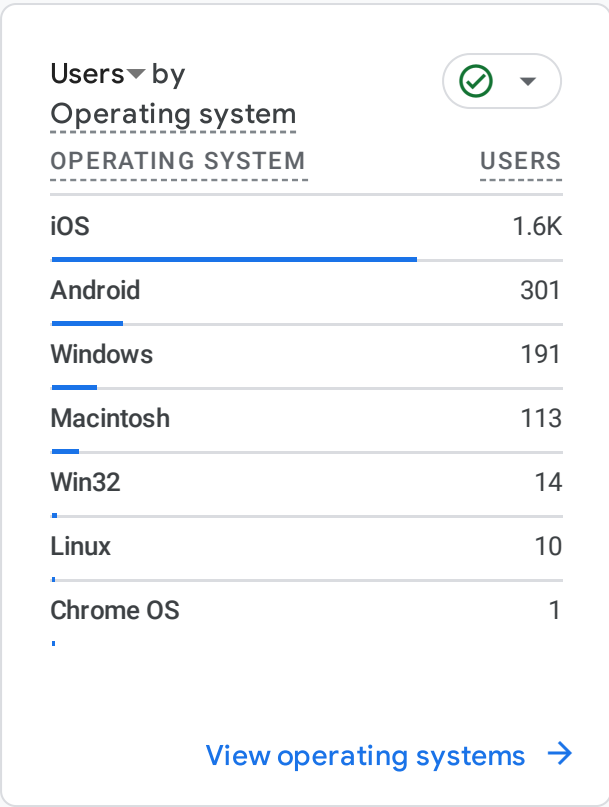 Users by
Operating system
OPERATING SYSTEM USERS
iOS 1.6K
Android 301
Windows 191
Macintosh 113
Win32 14
Linux 10
Chrome OS 1
View operating systems